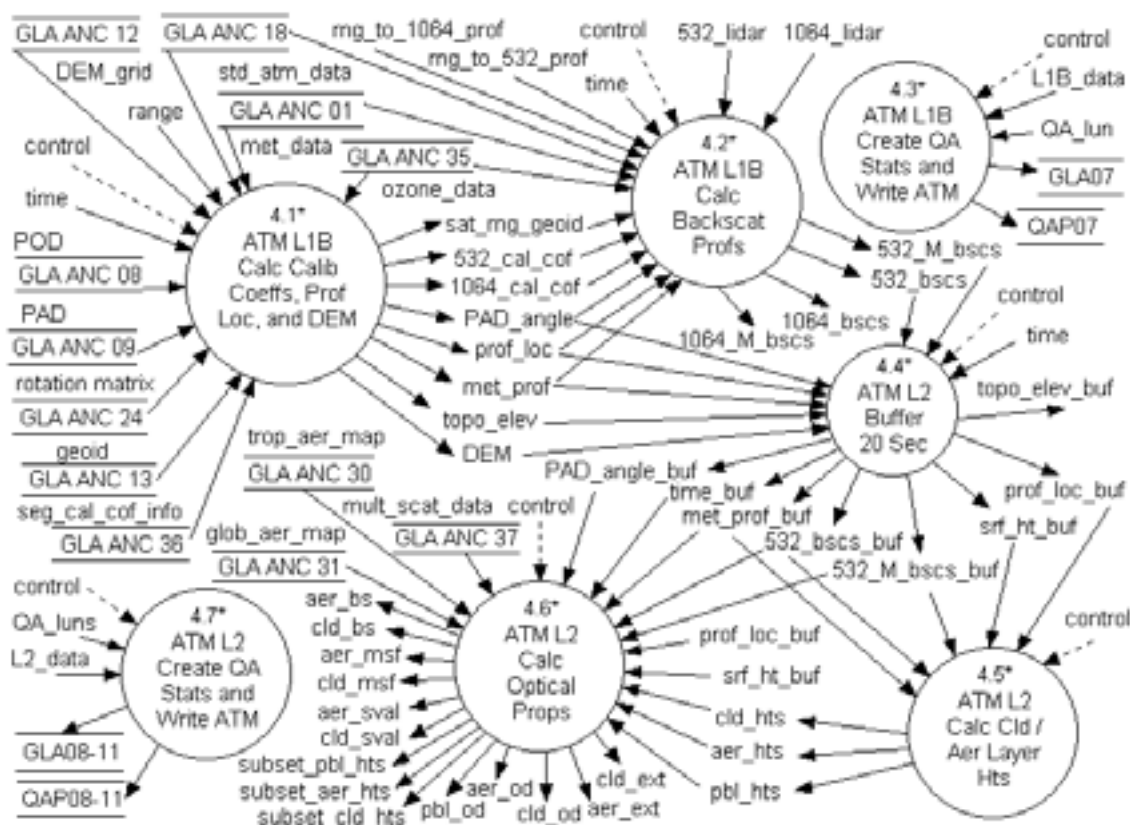 GLA ANC 12
GLA ANC 18
DEM_grid
range
std_atm_data
GLA ANC 01
met_data
GLA ANC 35
ozone_data
control
time
POD
GLA ANC 08
PAD
GLA ANC 09
rotation matrix
GLA ANC 24
geoid
GLA ANC 13
seg_cal_cof_info
GLA ANC 36
4.1*
ATM L1B
Calc Calib
Coeffs, Prof
Loc, and DEM
rng_to_1064_prof
rng_to_532_prof
control
time
532_lidar
1064_lidar
4.2*
ATM L1B
Calc
Backscat
Profs
control
L1B_data
QA_lun
GLA07
QAP07
4.3*
ATM L1B
Create QA
Stats and
Write ATM
sat_rng_geoid
532_cal_cof
1064_cal_cof
PAD_angle
prof_loc
met_prof
topo_elev
DEM
532_M_bscs
532_bscs
1064_bscs
1064_M_bscs
control
time
topo_elev_buf
4.4*
ATM L2
Buffer
20 Sec
PAD_angle_buf
time_buf
met_prof_buf
532_bscs_buf
532_M_bscs_buf
prof_loc_buf
srf_ht_buf
trop_aer_map
GLA ANC 30
mult_scat_data
GLA ANC 37
control
glob_aer_map
GLA ANC 31
4.6*
ATM L2
Calc
Optical
Props
aer_bs
cld_bs
aer_msf
cld_msf
aer_sval
cld_sval
subset_pbl_hts
subset_aer_hts
subset_cld_hts
pbl_od
aer_od
cld_od
aer_ext
cld_ext
prof_loc_buf
srf_ht_buf
cld_hts
aer_hts
pbl_hts
control
4.5*
ATM L2
Calc Cld /
Aer Layer
Hts
control
QA_luns
L2_data
4.7*
ATM L2
Create QA
Stats and
Write ATM
GLA08-11
QAP08-11